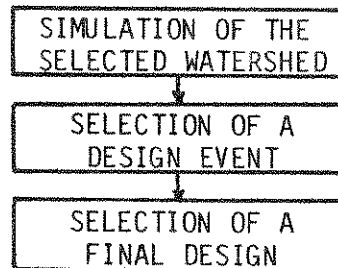 SIMULATION OF THE
SELECTED WATERSHED
SELECTION OF A
DESIGN EVENT
SELECTION OF A
FINAL DESIGN